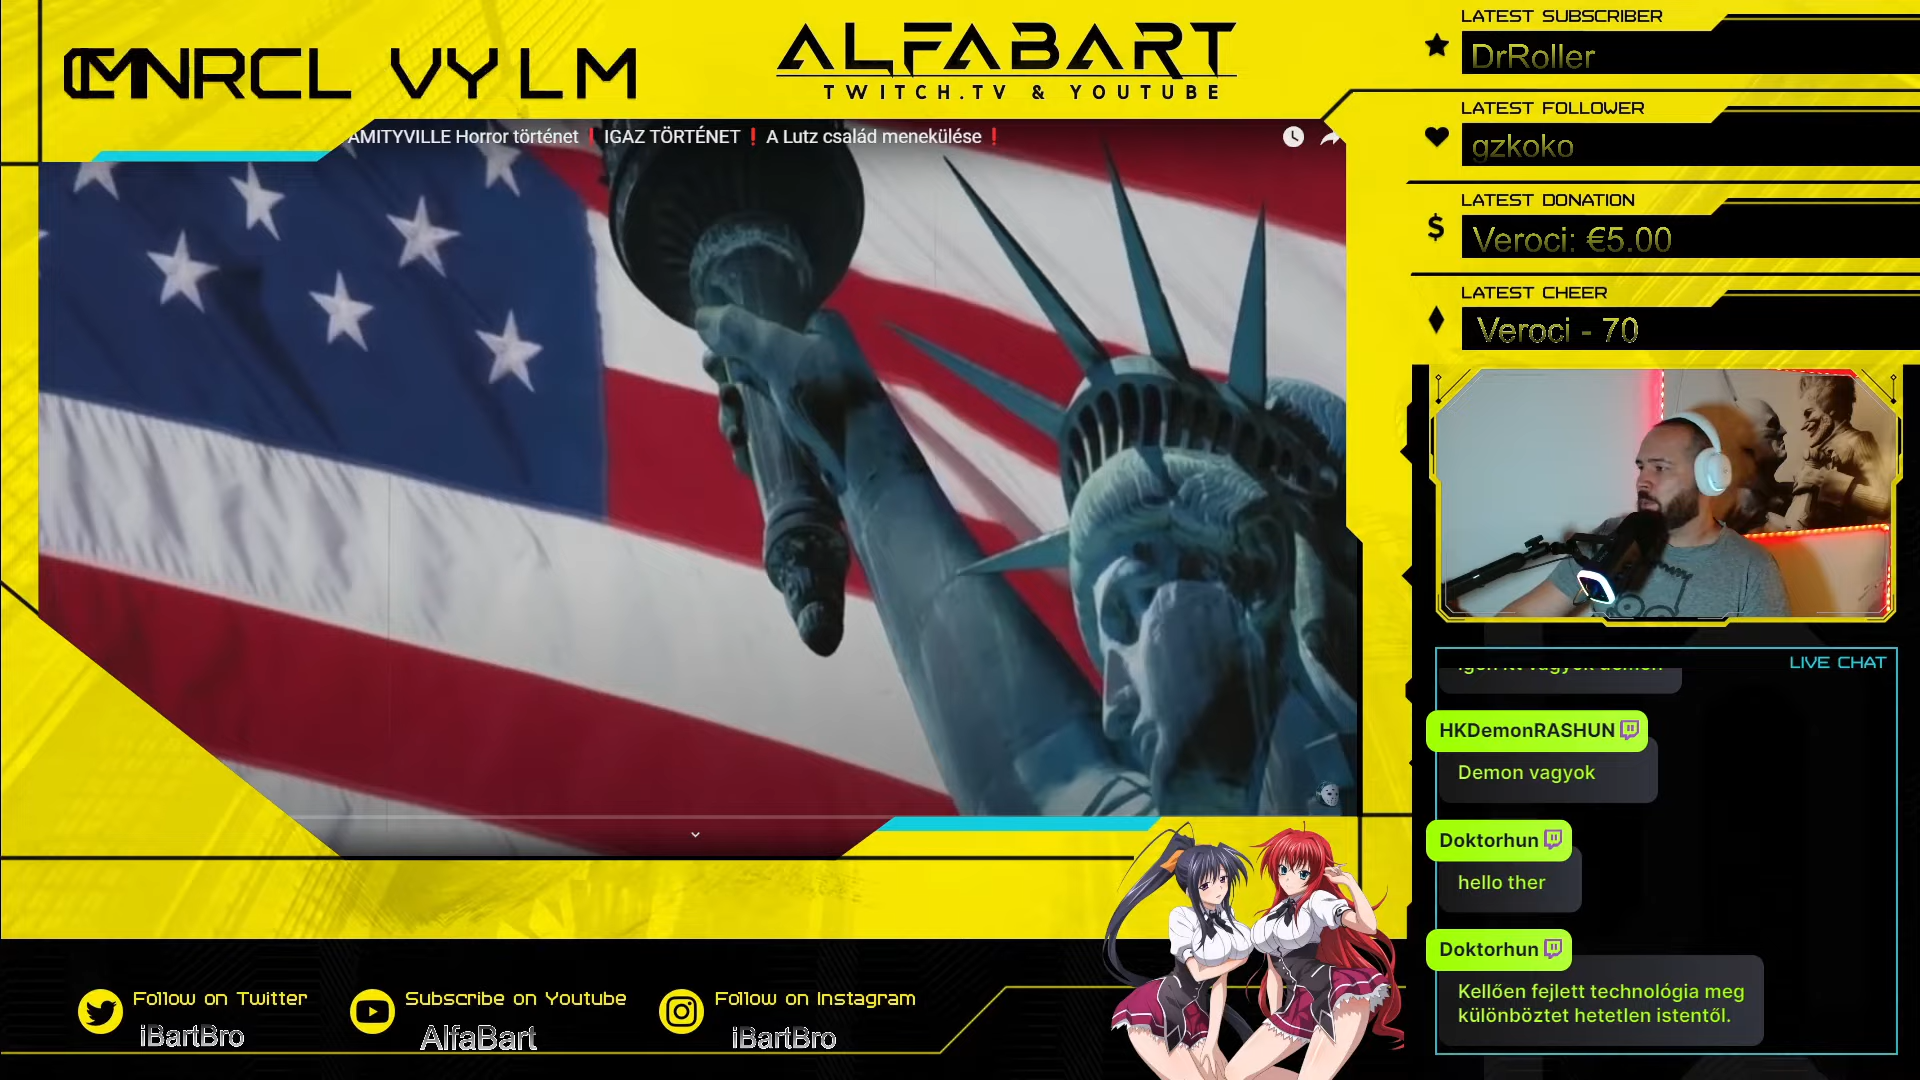 CMNRCL VYLM
ALFABART
TWITCH.TV & YOUTUBE
AMITYVILLE Horror történet❗ IGAZ TÖRTÉNET❗ A Lutz család menekülése❗
LATEST SUBSCRIBER
DrRoller
LATEST FOLLOWER
gzkoko
LATEST DONATION
Veroci: €5.00
LATEST CHEER
Veroci - 70
LIVE CHAT
HKDemonRASHUN
Demon vagyok
Doktorhun
hello ther
Doktorhun
Kellően fejlett technológia meg
különböztet hetetlen istentől.
Follow on Twitter
iBartBro
Subscribe on Youtube
AlfaBart
Follow on Instagram
iBartBro